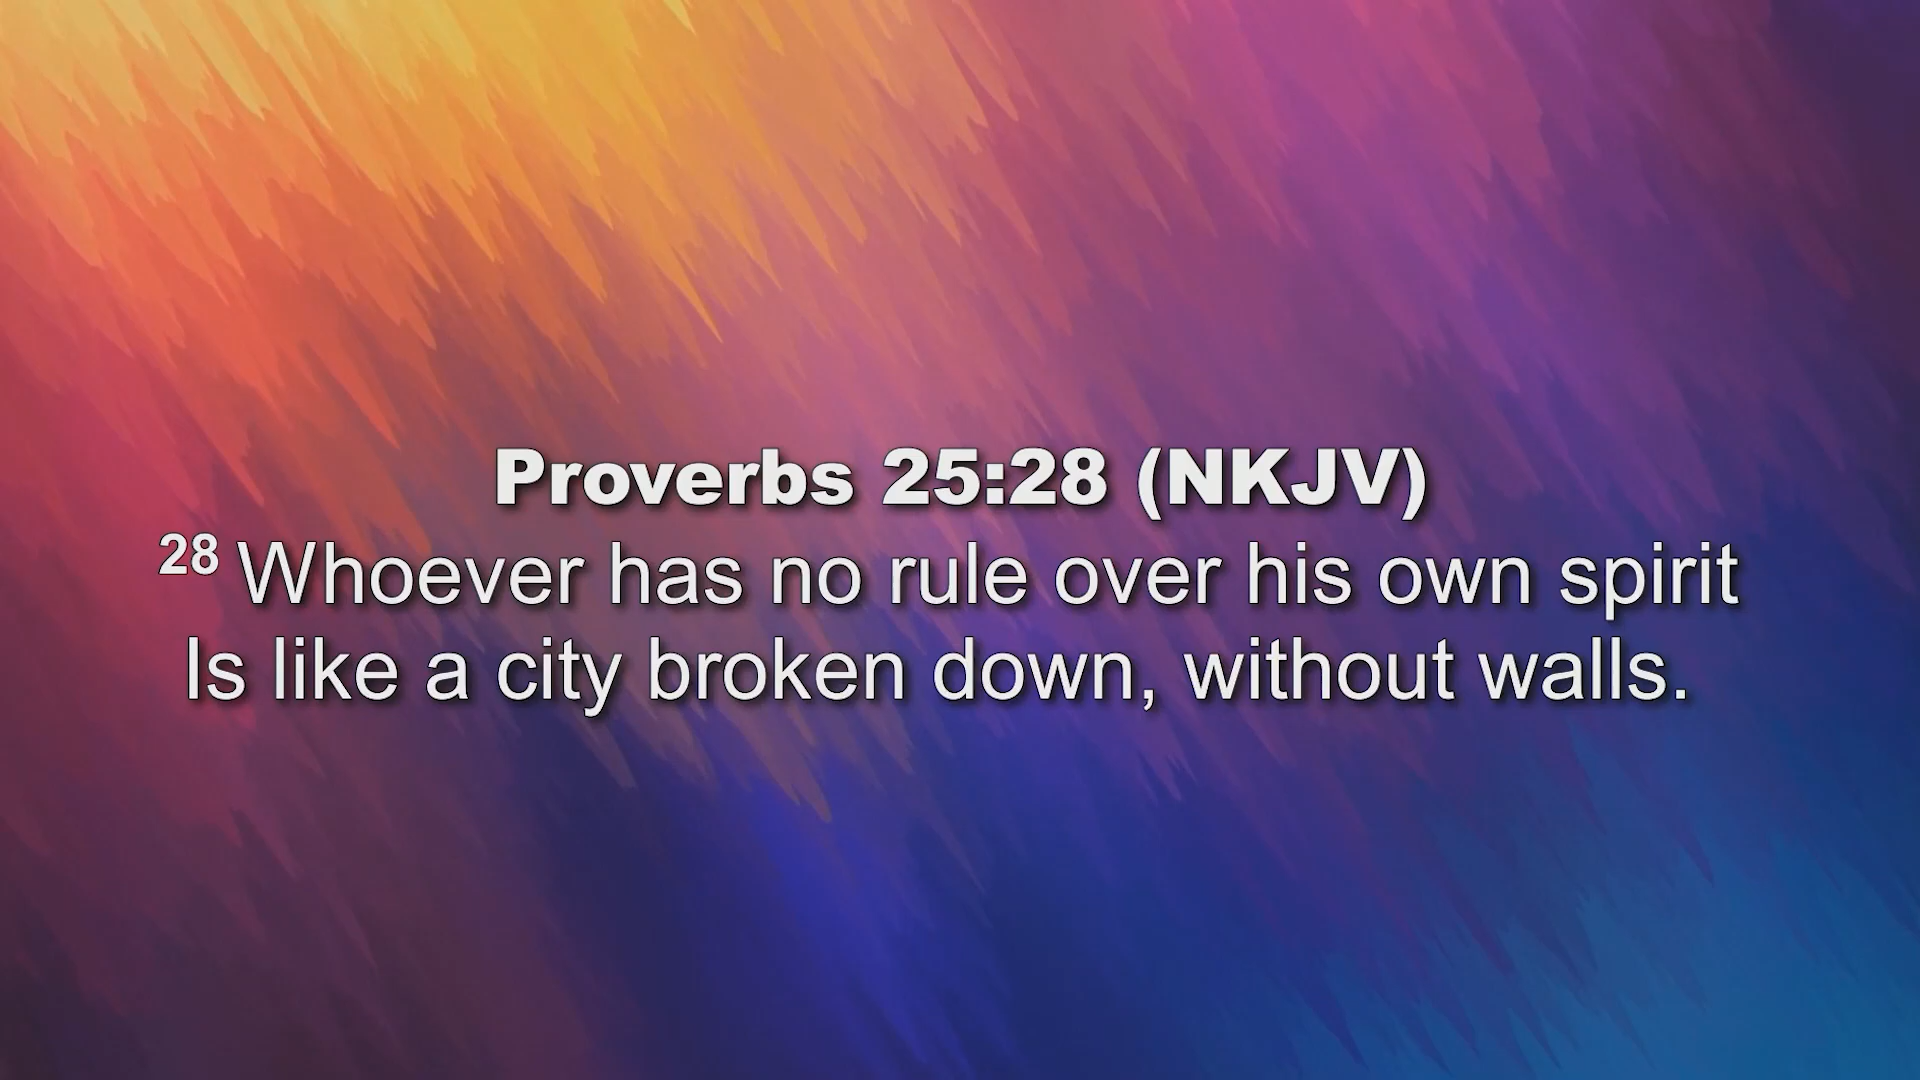 Proverbs 25:28 (NKJV)
28 Whoever has no rule over his own spirit
Is like a city broken down, without walls.